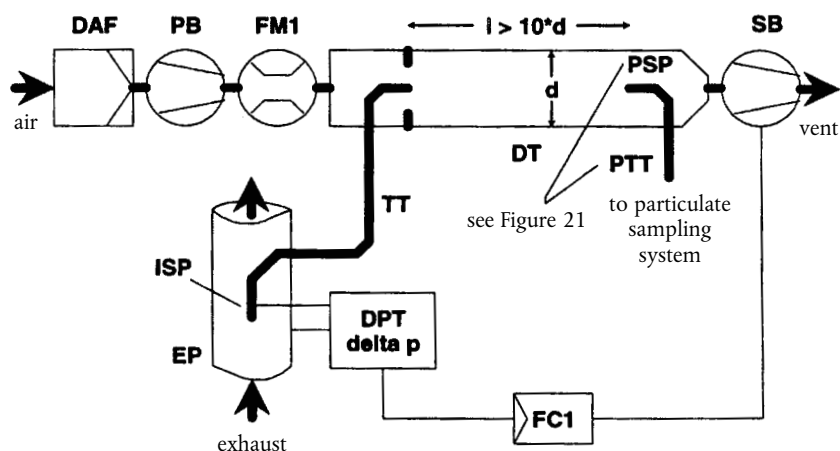 DAF PB FM1 l > 10*d SB
PSP
d
air
vent
DT
PTT
TT
see Figure 21
to particulate
sampling
system
ISP
DPT
delta p
EP
FC1
exhaust